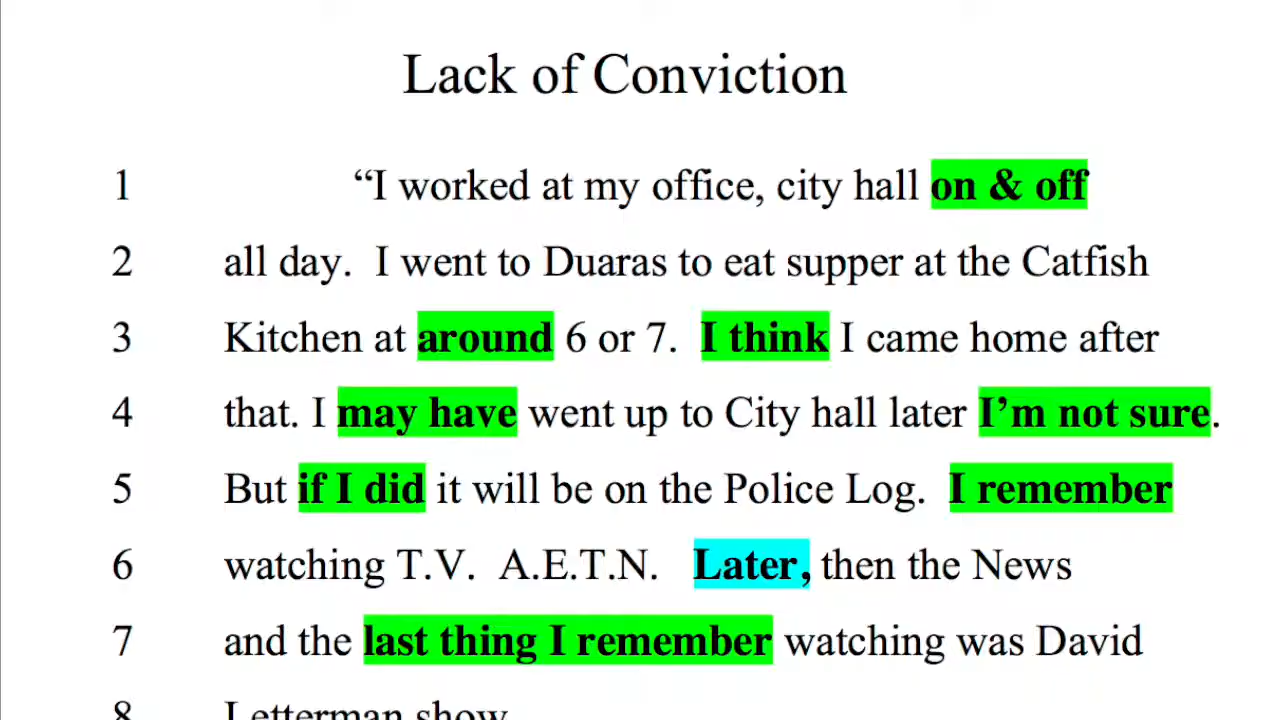 Lack of Conviction
1 “I worked at my office, city hall on & off
2 all day. I went to Duaras to eat supper at the Catfish
3 Kitchen at around 6 or 7. I think I came home after
4 that. I may have went up to City hall later I’m not sure.
5 But if I did it will be on the Police Log. I remember
6 watching T.V. A.E.T.N. Later, then the News
7 and the last thing I remember watching was David
8 Letterman show